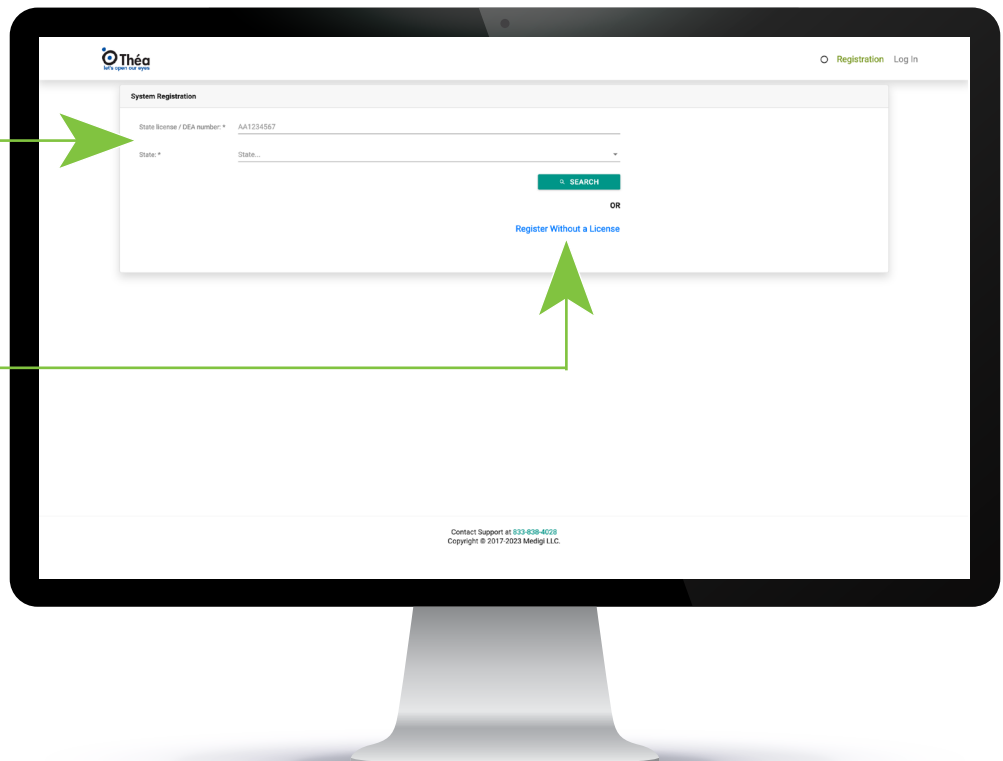 Théa
let's open our eyes
Registration Log In
System Registration
State license / DEA number: * AA1234567
State: * State...
SEARCH
OR
Register Without a License
Contact Support at 833-838-4028
Copyright © 2017-2023 Medigi LLC.